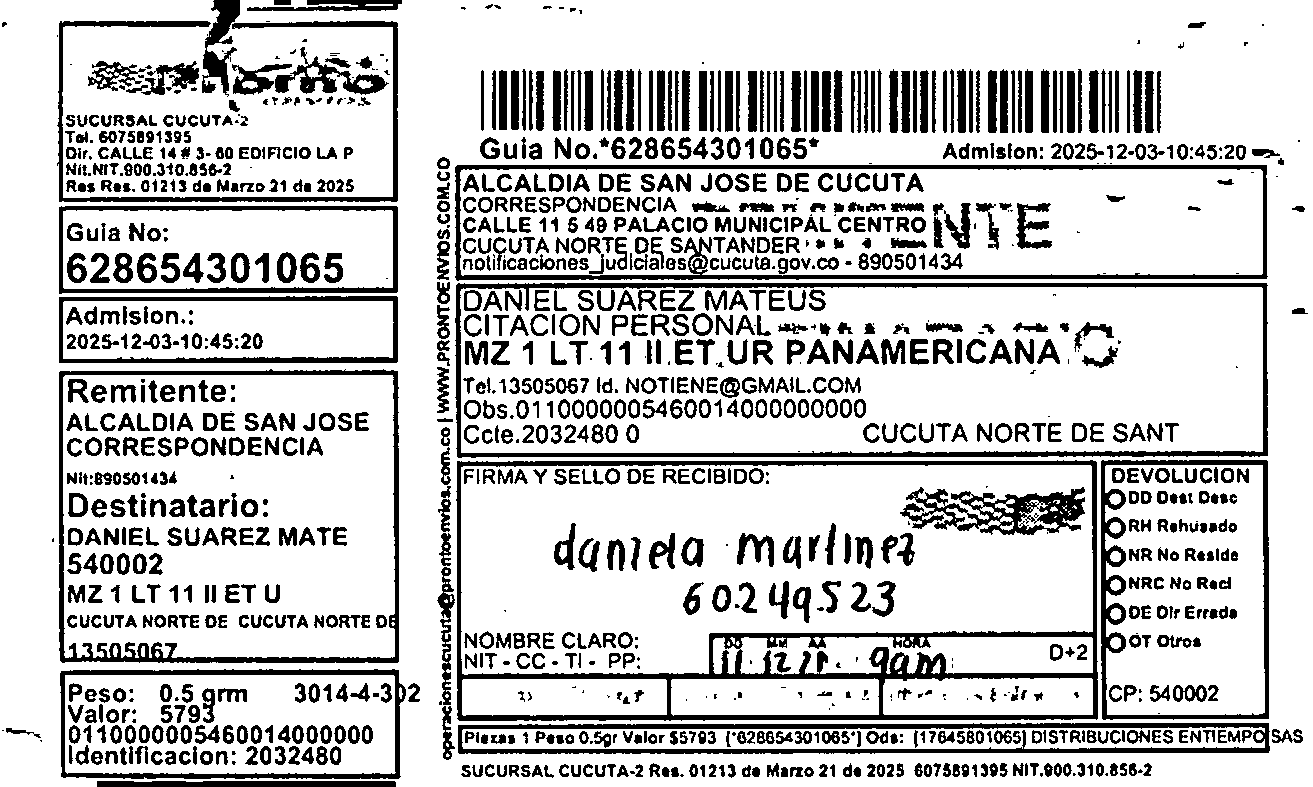 SUCURSAL CUCUTA-2
Tel. 6075891395
Dir. CALLE 14 # 3- 60 EDIFICIO LA P
Nit.NIT.900.310.856-2
Res Res. 01213 de Marzo 21 de 2025
Guia No:
628654301065
Admision.:
2025-12-03-10:45:20
Remitente:
ALCALDIA DE SAN JOSE
CORRESPONDENCIA
Nit:890501434
Destinatario:
DANIEL SUAREZ MATE
540002
MZ 1 LT 11 II ET U
CUCUTA NORTE DE CUCUTA NORTE DE
13505067
Peso: 0.5 grm 3014-4-302
Valor: 5793
0110000005460014000000
Identificacion: 2032480
operacionescucuta@prontoenvios.com.co | WWW.PRONTOENVIOS.COM.CO
Guia No.*628654301065* Admision: 2025-12-03-10:45:20
ALCALDIA DE SAN JOSE DE CUCUTA
CORRESPONDENCIA
CALLE 11 5 49 PALACIO MUNICIPAL CENTRO
CUCUTA NORTE DE SANTANDER
NTE
notificaciones_judiciales@cucuta.gov.co - 890501434
DANIEL SUAREZ MATEUS
CITACION PERSONAL
MZ 1 LT 11 II ET UR PANAMERICANA
Tel.13505067 Id. NOTIENE@GMAIL.COM
Obs.01100000054600140000000000
Ccte.2032480 0 CUCUTA NORTE DE SANT
FIRMA Y SELLO DE RECIBIDO:
daniela martinez
60249523
NOMBRE CLARO:
NIT - CC - TI - PP:
DD MM AA HORA
11 12 9am
D+2
DEVOLUCION
DD Dest Desc
RH Rehusado
NR No Reside
NRC No Recl
DE Dir Errada
OT Otros
CP: 540002
Piezas 1 Peso 0.5gr Valor $5793 (*628654301065*) Ods: (17645801065) DISTRIBUCIONES ENTIEMPO SAS
SUCURSAL CUCUTA-2 Res. 01213 de Marzo 21 de 2025 6075891395 NIT.900.310.856-2